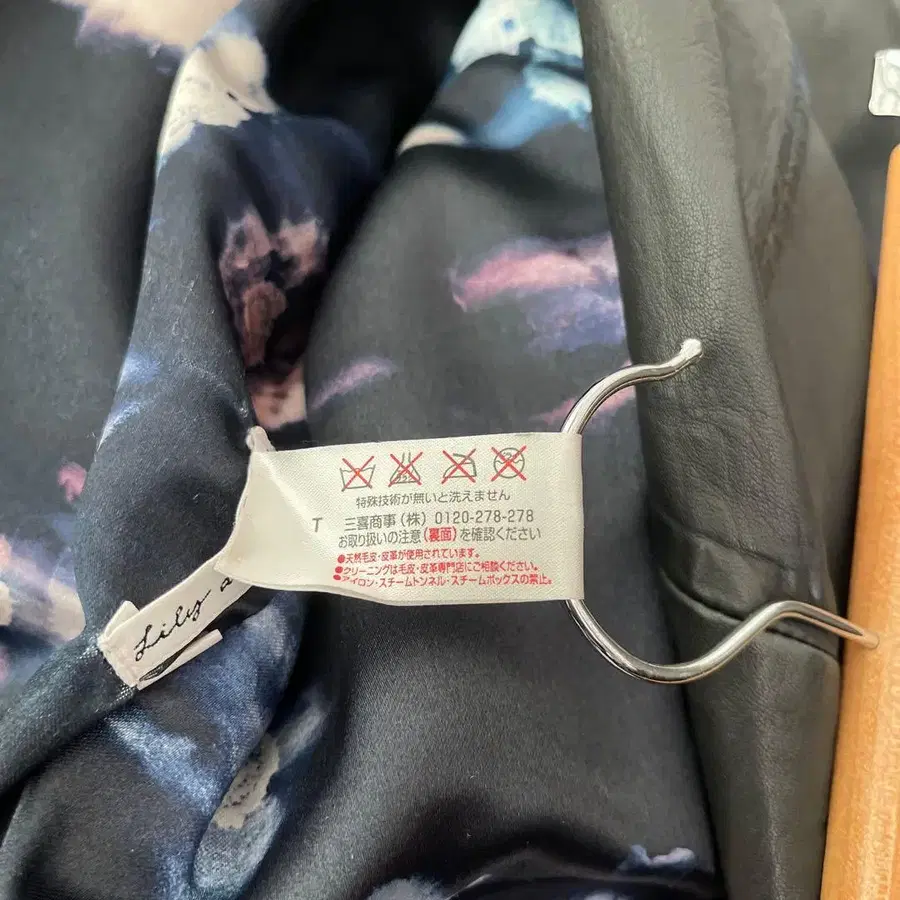 特殊技術が無いと洗えません
T 三喜商事(株) 0120-278-278
お取り扱いの注意(裏面)を確認ください
●天然毛皮・皮革が使用されています。
●クリーニングは毛皮・皮革専門店にご相談ください。
●アイロン・スチームトンネル・スチームボックスの禁止。
Lily